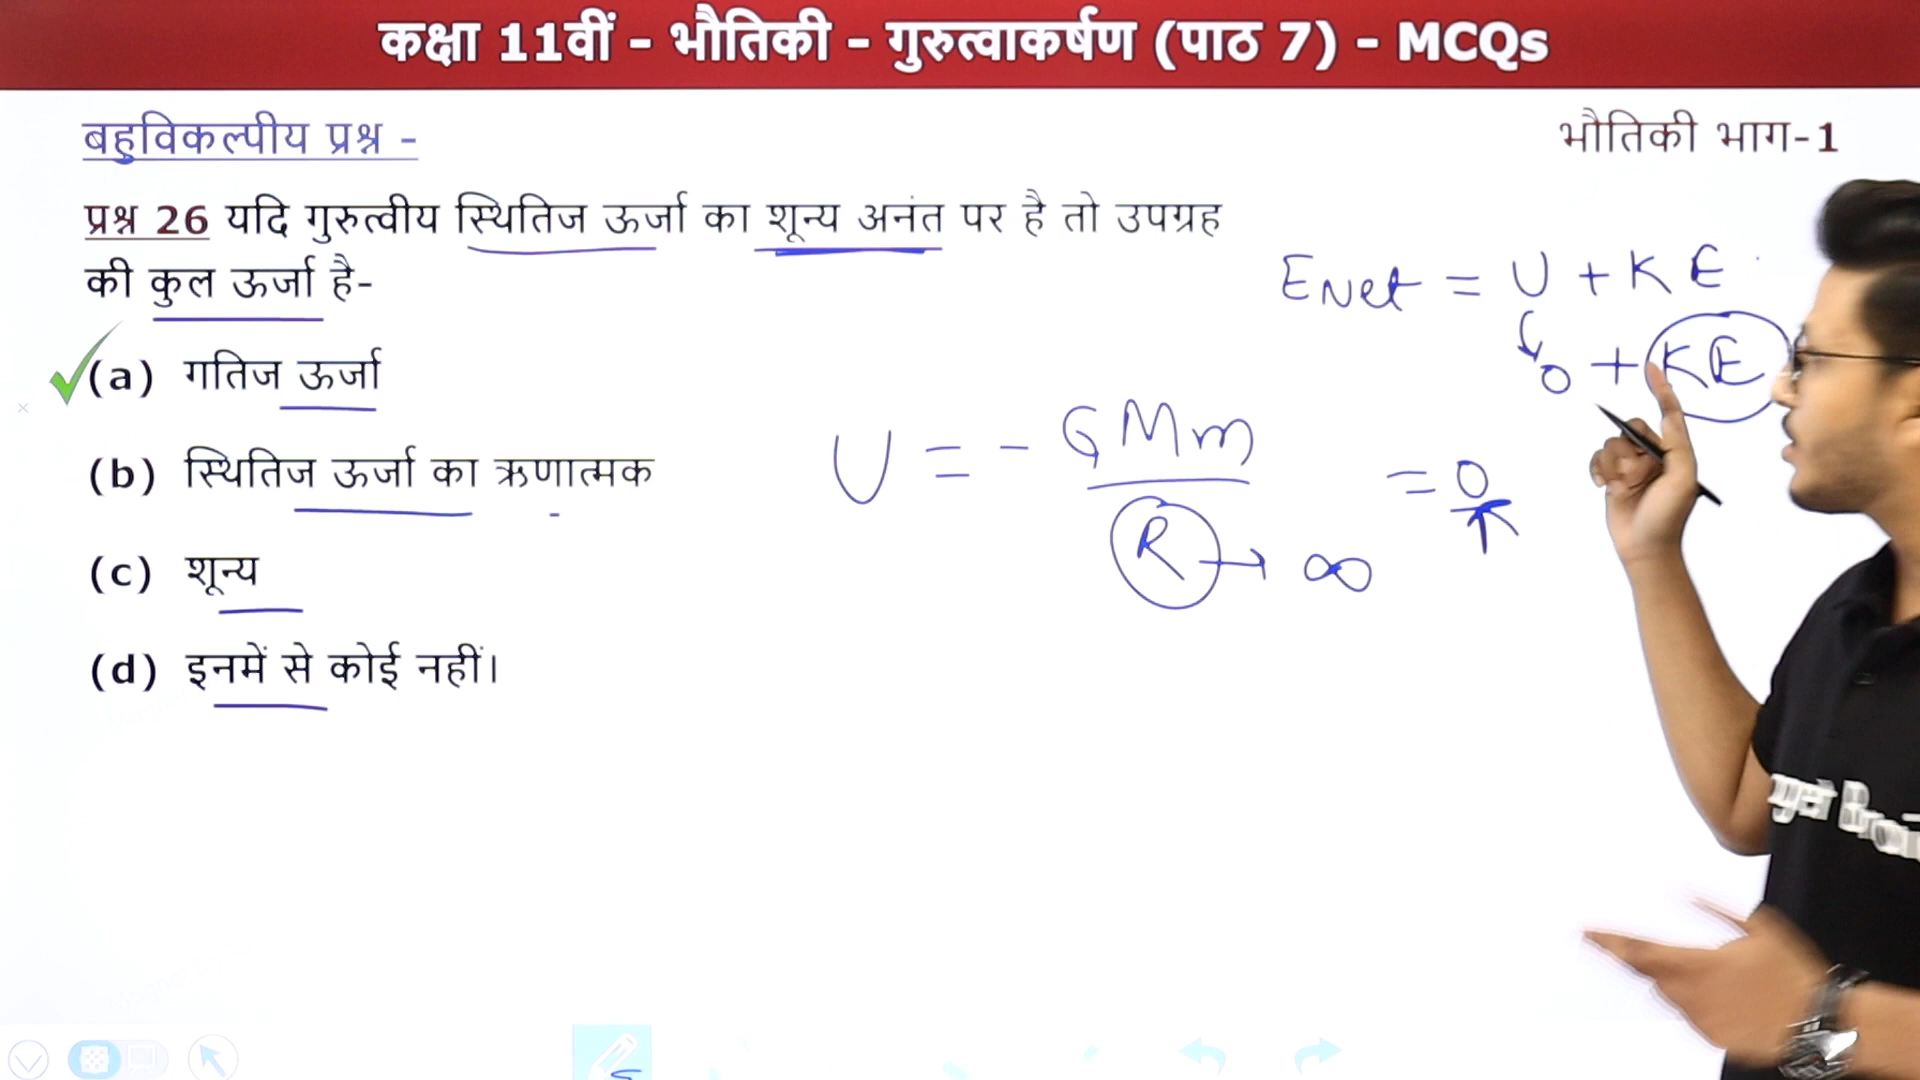 कक्षा 11वीं - भौतिकी - गुरुत्वाकर्षण (पाठ 7) - MCQs
बहुविकल्पीय प्रश्न -
भौतिकी भाग-1
प्रश्न 26 यदि गुरुत्वीय स्थितिज ऊर्जा का शून्य अनंत पर है तो उपग्रह
की कुल ऊर्जा है-
(a) गतिज ऊर्जा
(b) स्थितिज ऊर्जा का ऋणात्मक
(c) शून्य
(d) इनमें से कोई नहीं।
ENet = U + KE
0 + KE
U = - GMm
R → ∞
= 0